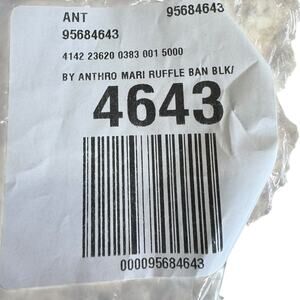 ANT 95684643
95684643
4142 23620 0383 001 5000
BY ANTHRO MARI RUFFLE BAN BLK/
4643
000095684643